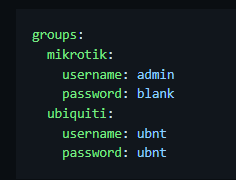 groups:
  mikrotik:
    username: admin
    password: blank
  ubiquiti:
    username: ubnt
    password: ubnt